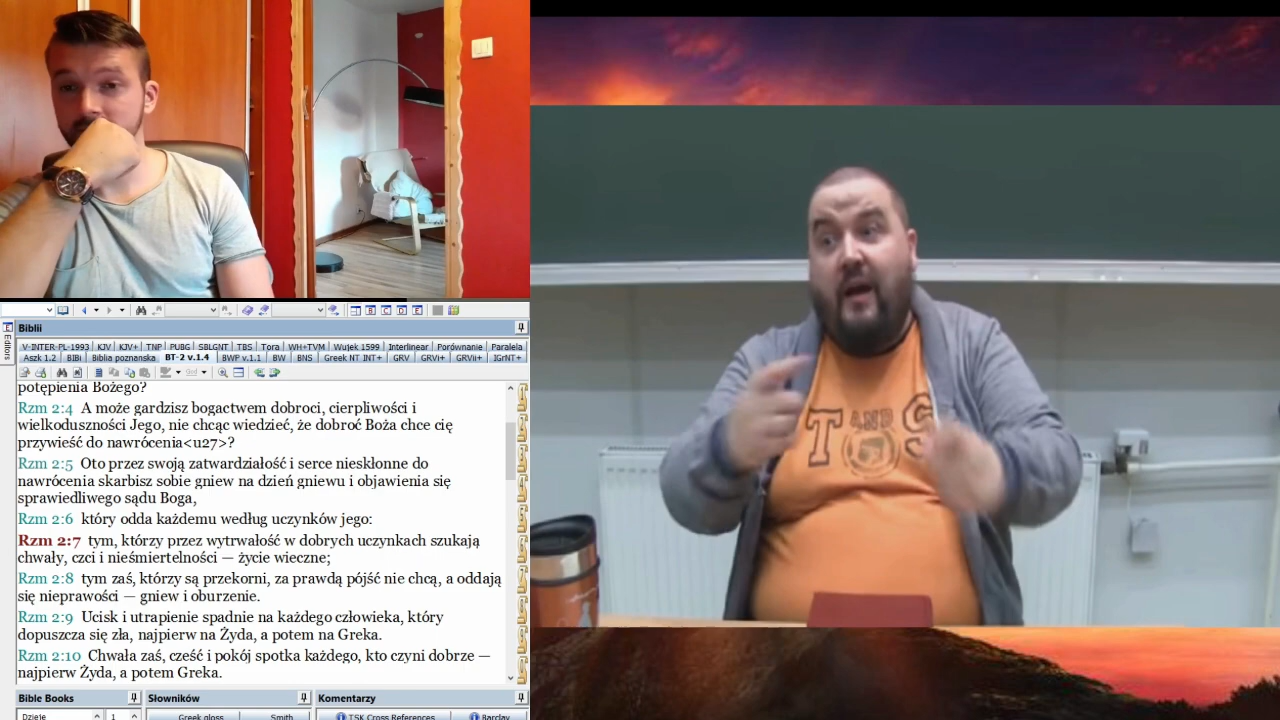 Biblii
V-INTER-PL-1993 KJV KJV+ TNP PUBG SBLGNT TBS Tora WH+TVM Wujek 1599 Interlinear Porównanie Paralela
Aszk 1.2 BIBi Biblia poznanska BT-2 v.1.4 BWP v.1.1 BW BNS Greek NT INT+ GRV GRVi+ GRVii+ IGrNT+
Editors
potępienia Bożego?
Rzm 2:4 A może gardzisz bogactwem dobroci, cierpliwości i
wielkoduszności Jego, nie chcąc wiedzieć, że dobroć Boża chce cię
przywieść do nawrócenia<u27>?
Rzm 2:5 Oto przez swoją zatwardziałość i serce nieskłonne do
nawrócenia skarbisz sobie gniew na dzień gniewu i objawienia się
sprawiedliwego sądu Boga,
Rzm 2:6 który odda każdemu według uczynków jego:
Rzm 2:7 tym, którzy przez wytrwałość w dobrych uczynkach szukają
chwały, czci i nieśmiertelności — życie wieczne;
Rzm 2:8 tym zaś, którzy są przekorni, za prawdą pójść nie chcą, a oddają
się nieprawości — gniew i oburzenie.
Rzm 2:9 Ucisk i utrapienie spadnie na każdego człowieka, który
dopuszcza się zła, najpierw na Żyda, a potem na Greka.
Rzm 2:10 Chwała zaś, cześć i pokój spotka każdego, kto czyni dobrze —
najpierw Żyda, a potem Greka.
Bible Books Słowników Komentarzy
Dzieje 1 Greek gloss Smith TSK Cross References Barclay
T AND S